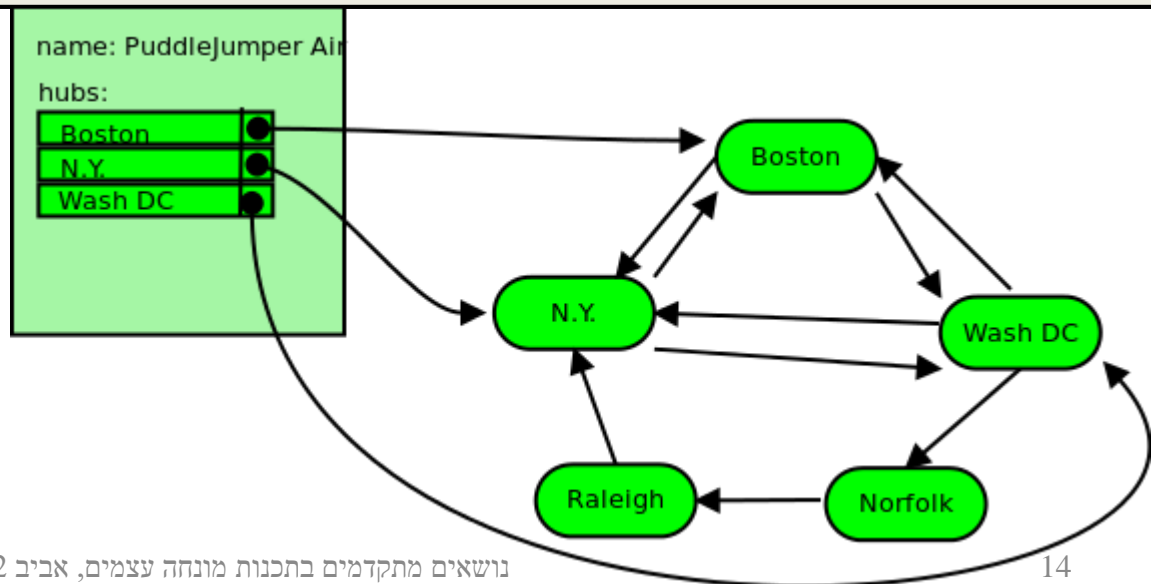 name: PuddleJumper Air
hubs:
Boston
N.Y.
Wash DC
Boston
N.Y.
Wash DC
Raleigh
Norfolk
נושאים מתקדמים בתכנות מונחה עצמים, אביב 2
14